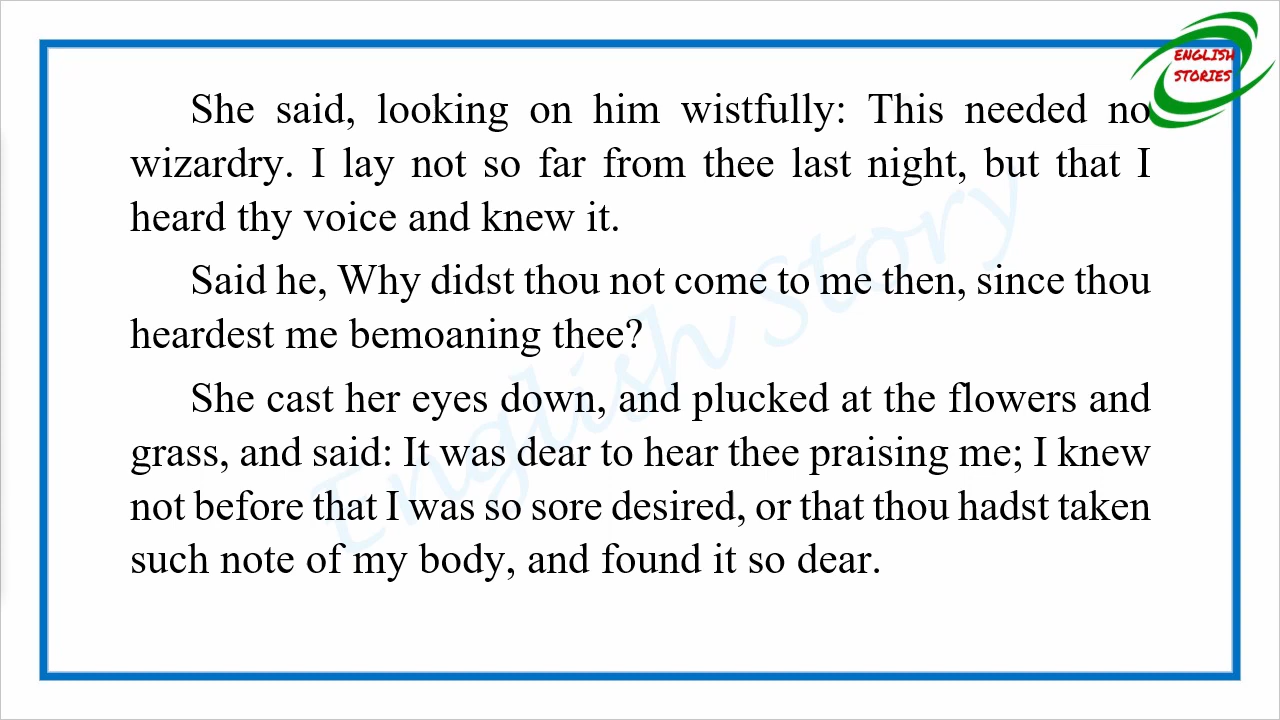 ENGLISH
STORIES
She said, looking on him wistfully: This needed no
wizardry. I lay not so far from thee last night, but that I
heard thy voice and knew it.
Said he, Why didst thou not come to me then, since thou
heardest me bemoaning thee?
She cast her eyes down, and plucked at the flowers and
grass, and said: It was dear to hear thee praising me; I knew
not before that I was so sore desired, or that thou hadst taken
such note of my body, and found it so dear.
English Story